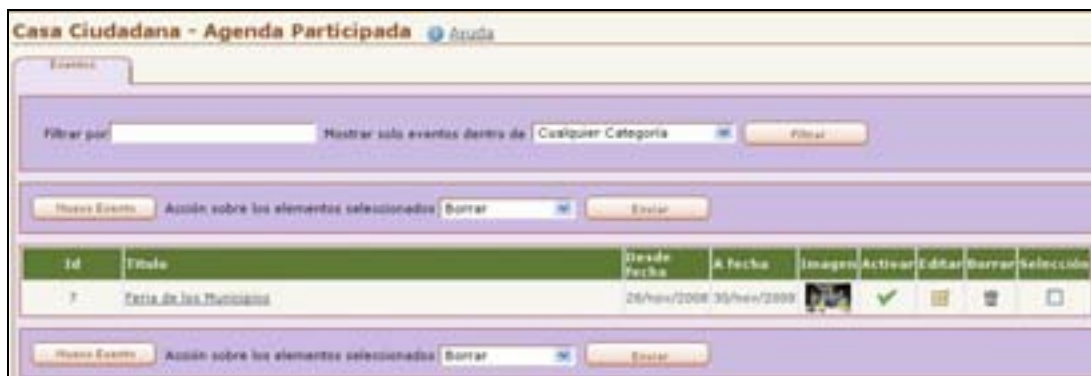 Casa Ciudadana - Agenda Participada Ayuda
Eventos
Filtrar por Mostrar solo eventos dentro de Cualquier Categoría Filtrar
Nuevo Evento Acción sobre los elementos seleccionados Borrar Enviar
Id Título Desde fecha A fecha Imagen Activar Editar Borrar Selección
7 Feria de los Municipios 28/nov/2008 30/nov/2008
Nuevo Evento Acción sobre los elementos seleccionados Borrar Enviar